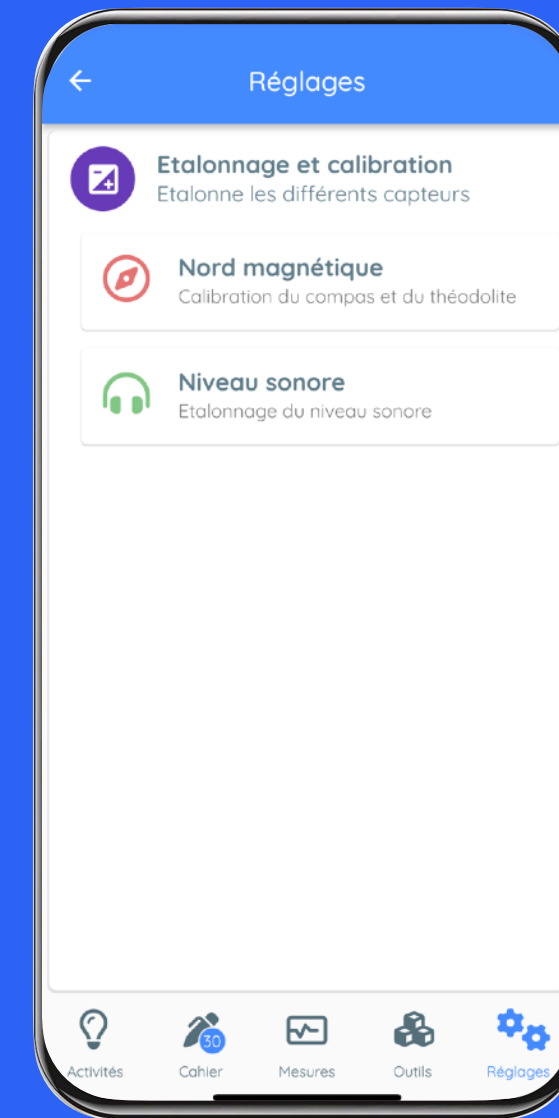 Réglages
Etalonnage et calibration
Etalonne les différents capteurs
Nord magnétique
Calibration du compas et du théodolite
Niveau sonore
Etalonnage du niveau sonore
30
Activités
Cahier
Mesures
Outils
Réglages